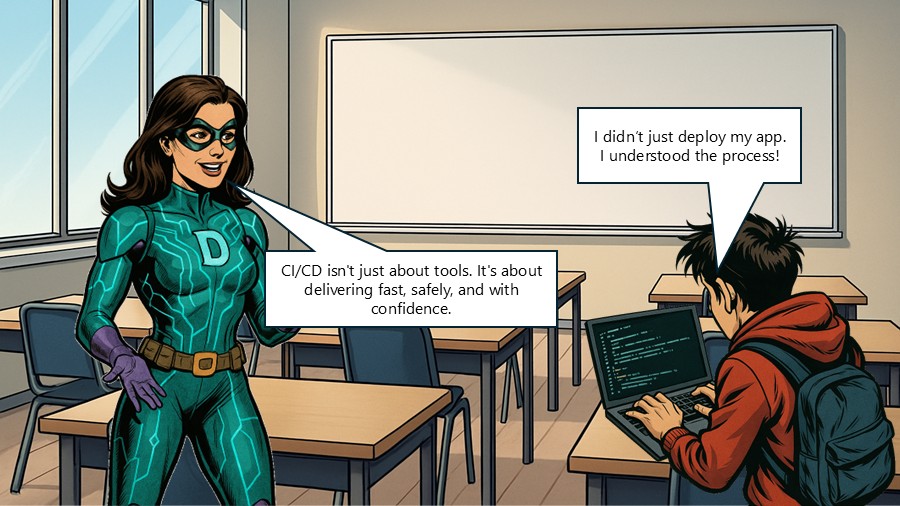 I didn't just deploy my app.
I understood the process!
D
CI/CD isn't just about tools. It's about
delivering fast, safely, and with
confidence.